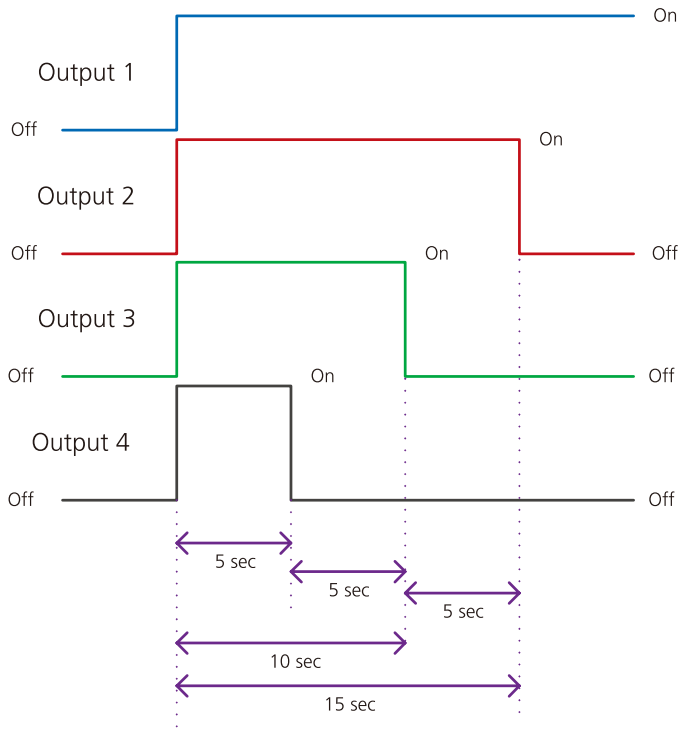 On
Output 1
Off
On
Output 2
Off
Off
On
Output 3
Off
Off
On
Output 4
Off
Off
5 sec
5 sec
5 sec
10 sec
15 sec